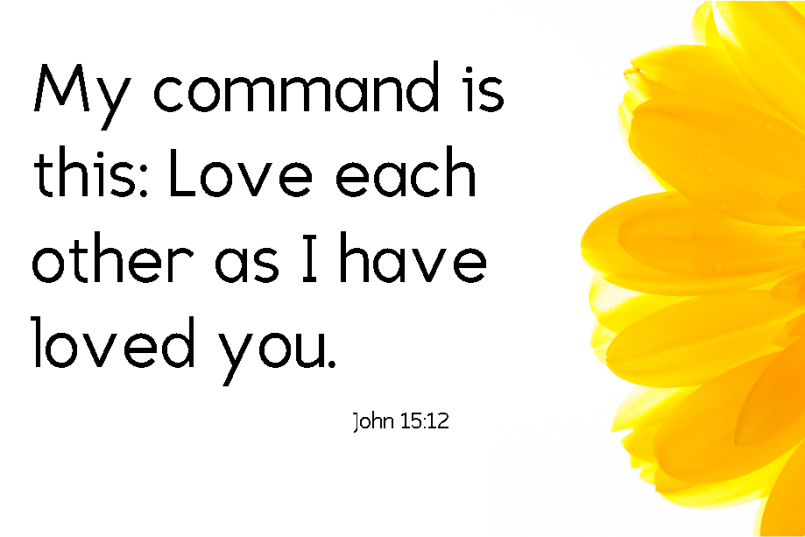 My command is
this: Love each
other as I have
loved you.
John 15:12